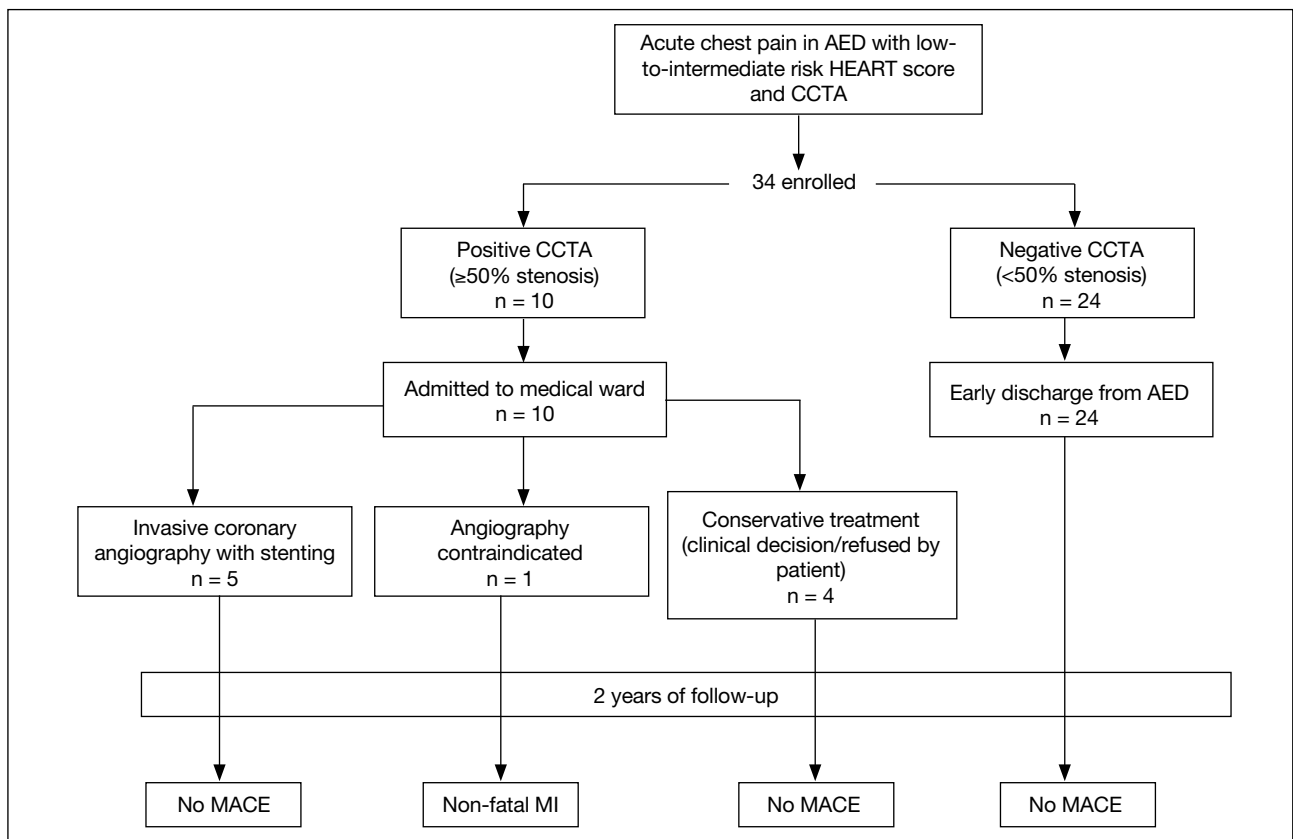 Acute chest pain in AED with low-
to-intermediate risk HEART score
and CCTA
34 enrolled
Positive CCTA
(≥50% stenosis)
n = 10
Negative CCTA
(<50% stenosis)
n = 24
Admitted to medical ward
n = 10
Early discharge from AED
n = 24
Invasive coronary
angiography with stenting
n = 5
Angiography
contraindicated
n = 1
Conservative treatment
(clinical decision/refused by
patient)
n = 4
2 years of follow-up
No MACE
Non-fatal MI
No MACE
No MACE